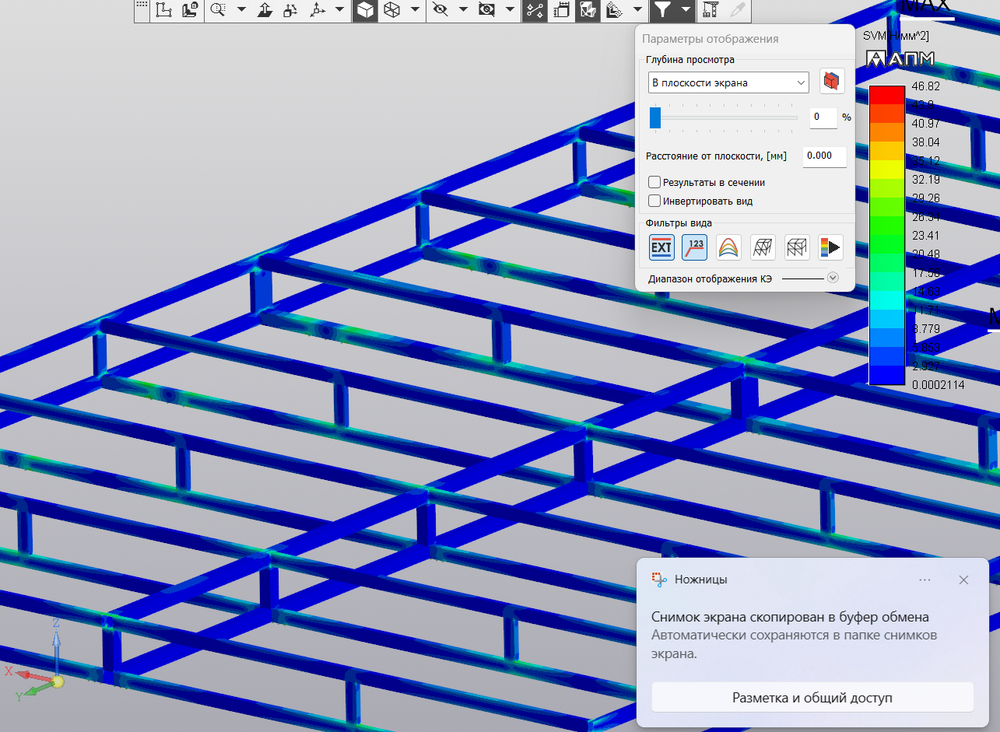 MAX
SVM[Н/мм^2]
АПМ
Параметры отображения
Глубина просмотра
В плоскости экрана
0 %
Расстояние от плоскости, [мм] 0.000
Результаты в сечении
Инвертировать вид
Фильтры вида
EXT 123
Диапазон отображения КЭ
46.82
43.9
40.97
38.04
35.12
32.19
29.26
26.34
23.41
20.48
17.56
14.63
11.71
8.779
5.853
2.927
0.0002114
Z
X
Y
Ножницы
Снимок экрана скопирован в буфер обмена
Автоматически сохраняются в папке снимков
экрана.
Разметка и общий доступ